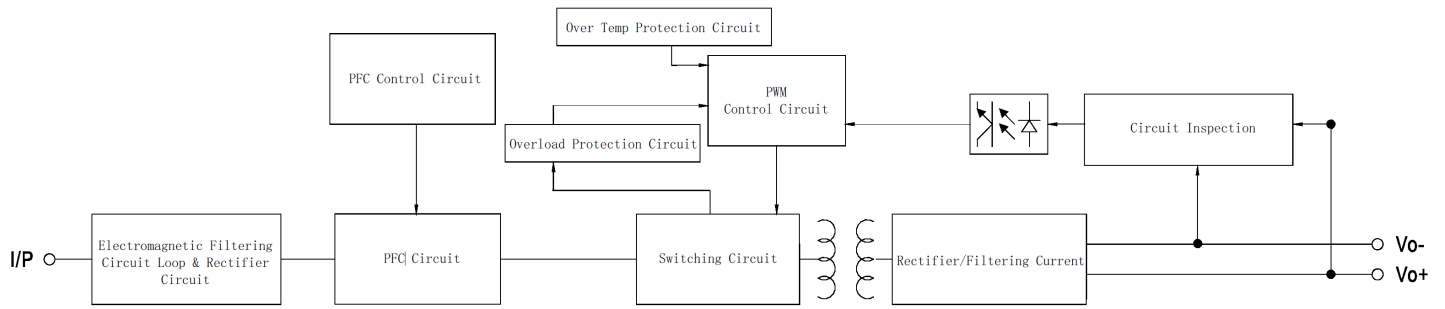 Over Temp Protection Circuit
PFC Control Circuit
PWM
Control Circuit
Circuit Inspection
Overload Protection Circuit
I/P
Electromagnetic Filtering
Circuit Loop & Rectifier
Circuit
PFC Circuit
Switching Circuit
Rectifier/Filtering Current
Vo-
Vo+